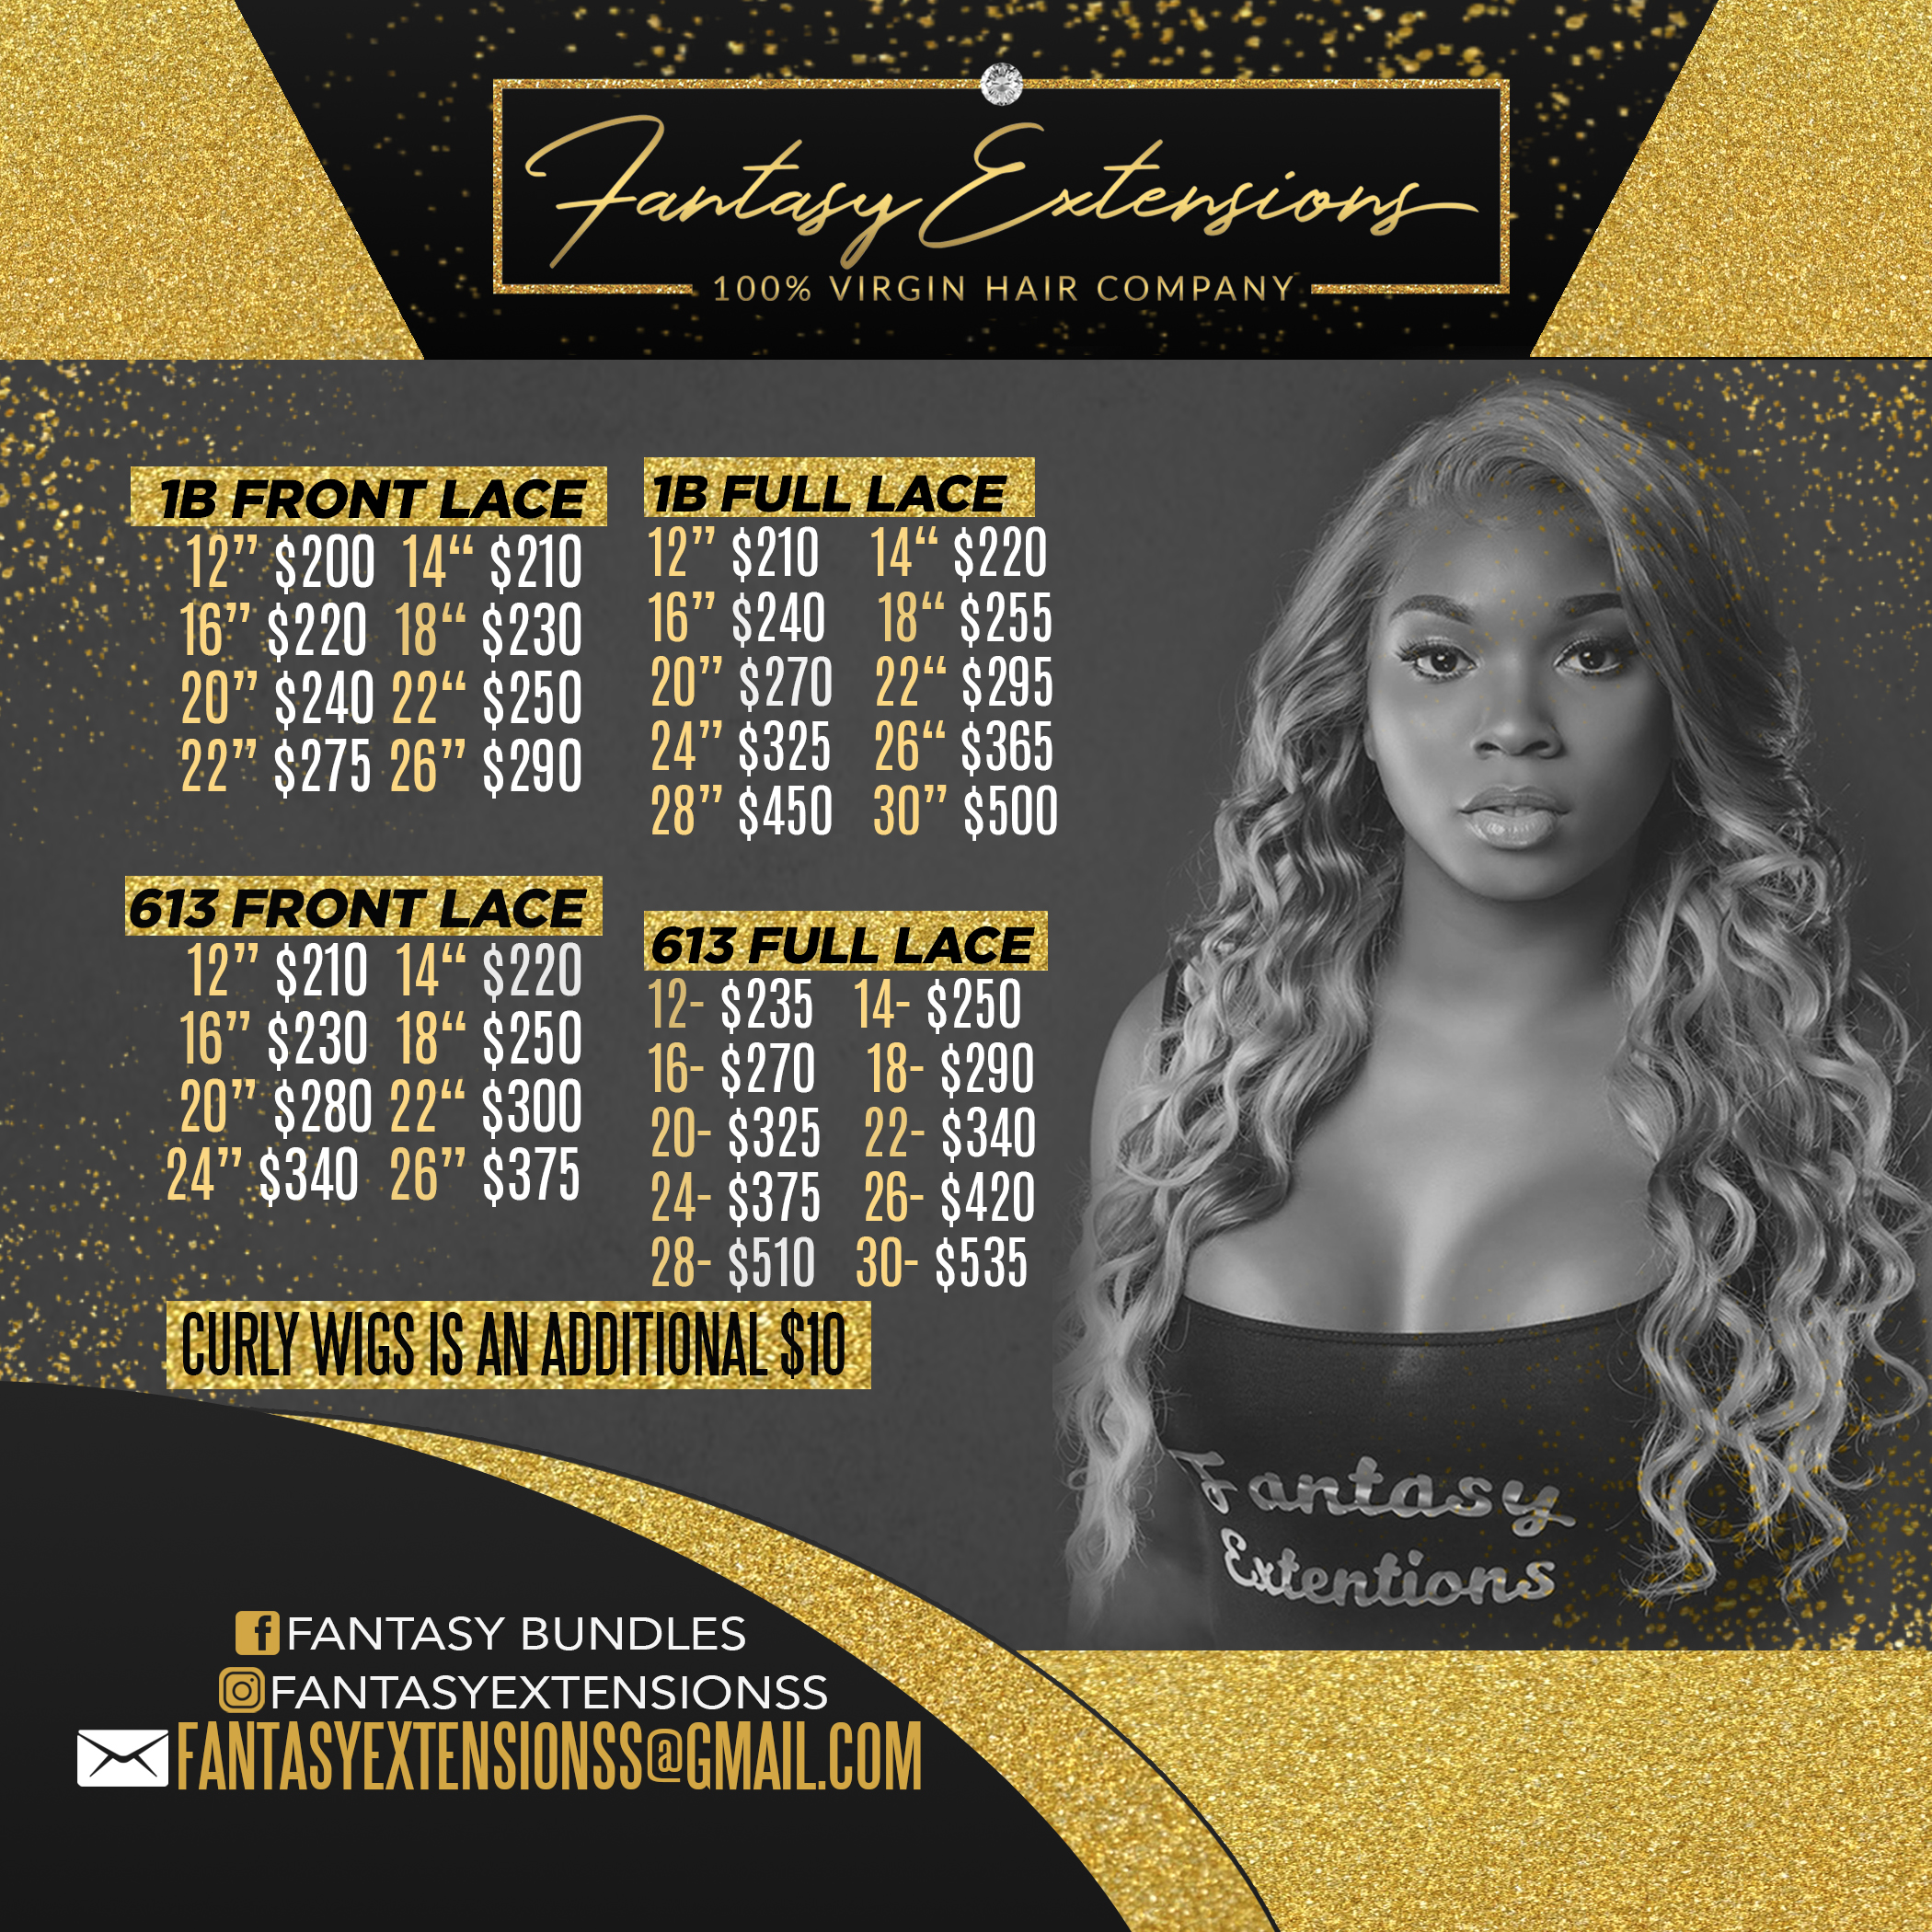 Fantasy Extensions
100% VIRGIN HAIR COMPANY
1B FRONT LACE
12” $200 14“ $210
16” $220 18“ $230
20” $240 22“ $250
22” $275 26” $290
1B FULL LACE
12” $210 14“ $220
16” $240 18“ $255
20” $270 22“ $295
24” $325 26“ $365
28” $450 30” $500
613 FRONT LACE
12” $210 14“ $220
16” $230 18“ $250
20” $280 22“ $300
24” $340 26” $375
613 FULL LACE
12- $235 14- $250
16- $270 18- $290
20- $325 22- $340
24- $375 26- $420
28- $510 30- $535
CURLY WIGS IS AN ADDITIONAL $10
Fantasy
Extentions
FANTASY BUNDLES
FANTASYEXTENSIONSS
FANTASYEXTENSIONSS@GMAIL.COM